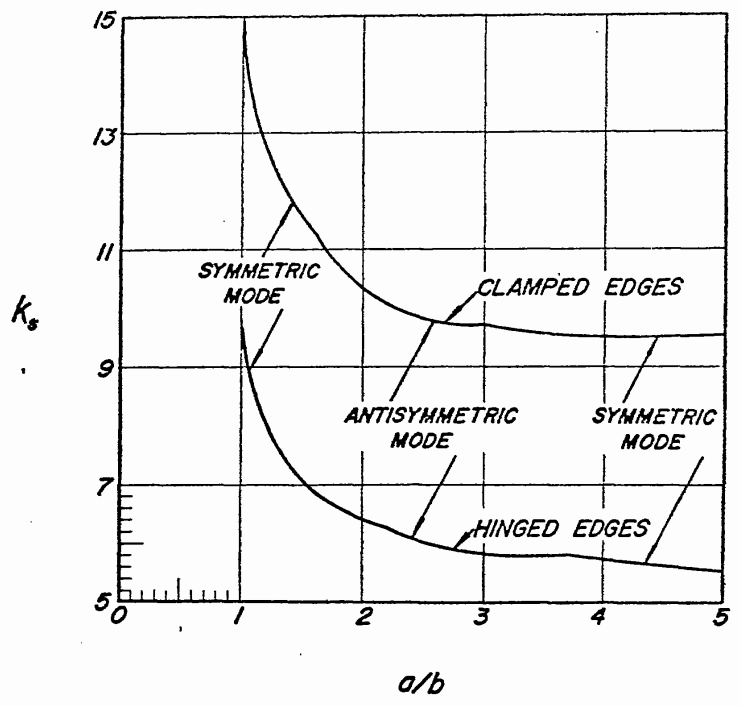 15
13
11
SYMMETRIC
MODE
CLAMPED EDGES
Ks
9
ANTISYMMETRIC
MODE
SYMMETRIC
MODE
7
HINGED EDGES
5
0 1 2 3 4 5
a/b